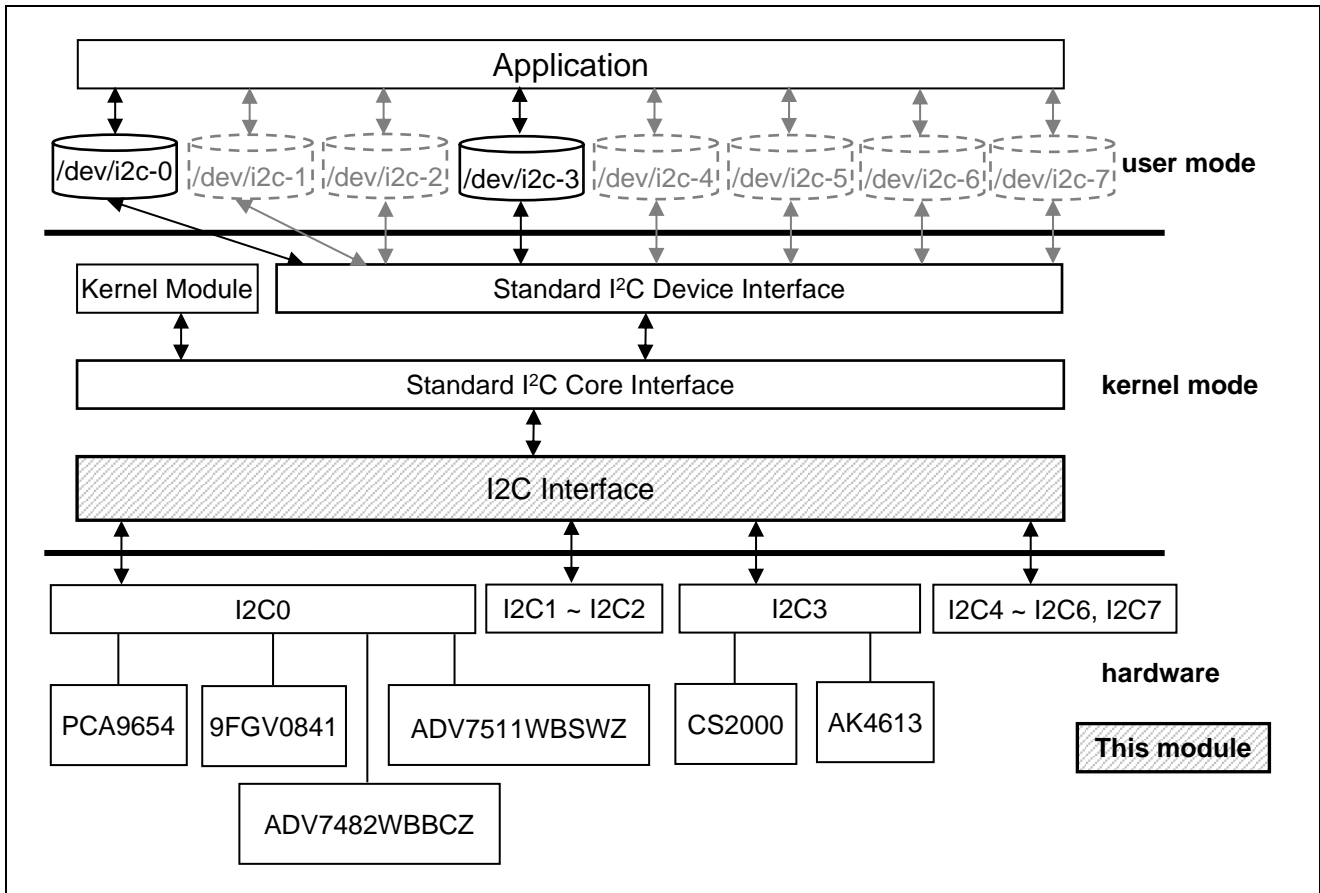 Application
/dev/i2c-0
/dev/i2c-1
/dev/i2c-2
/dev/i2c-3
/dev/i2c-4
/dev/i2c-5
/dev/i2c-6
/dev/i2c-7
user mode
Kernel Module
Standard I²C Device Interface
Standard I²C Core Interface
kernel mode
I2C Interface
I2C0
I2C1 ~ I2C2
I2C3
I2C4 ~ I2C6, I2C7
hardware
PCA9654
9FGV0841
ADV7511WBSWZ
CS2000
AK4613
This module
ADV7482WBBCZ